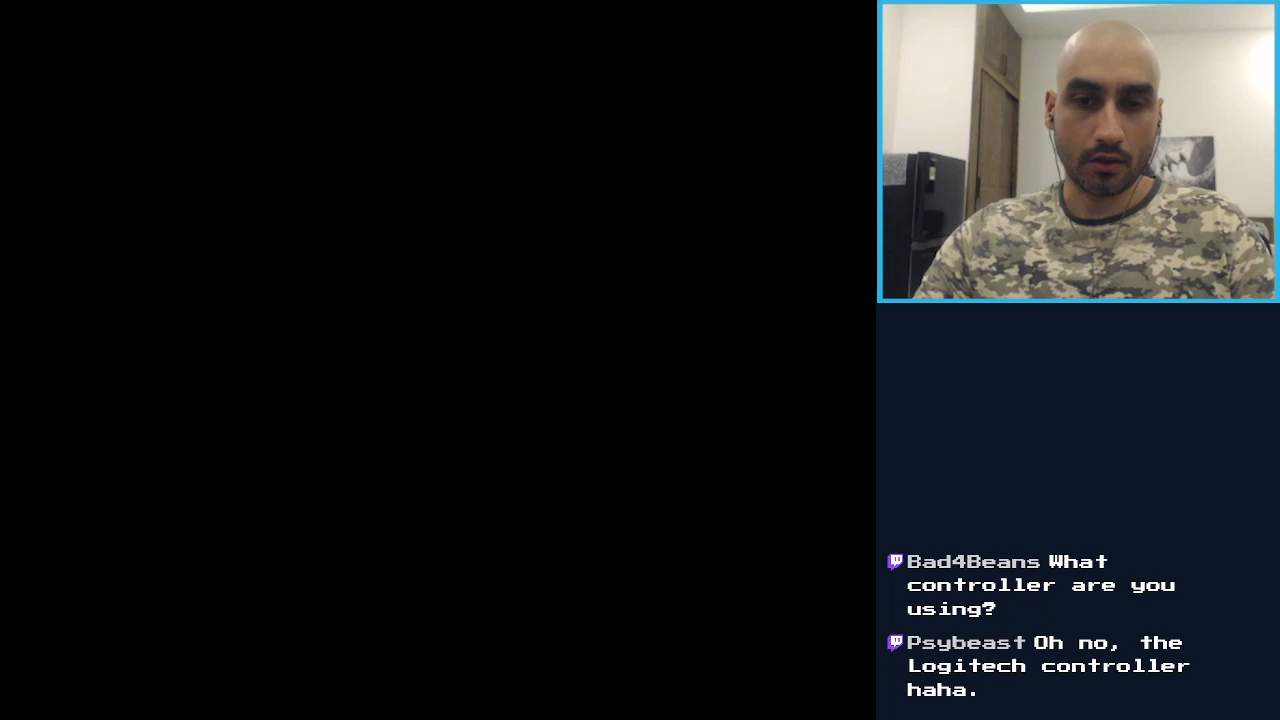 Bad4Beans What
controller are you
using?
Psybeast Oh no, the
Logitech controller
haha.